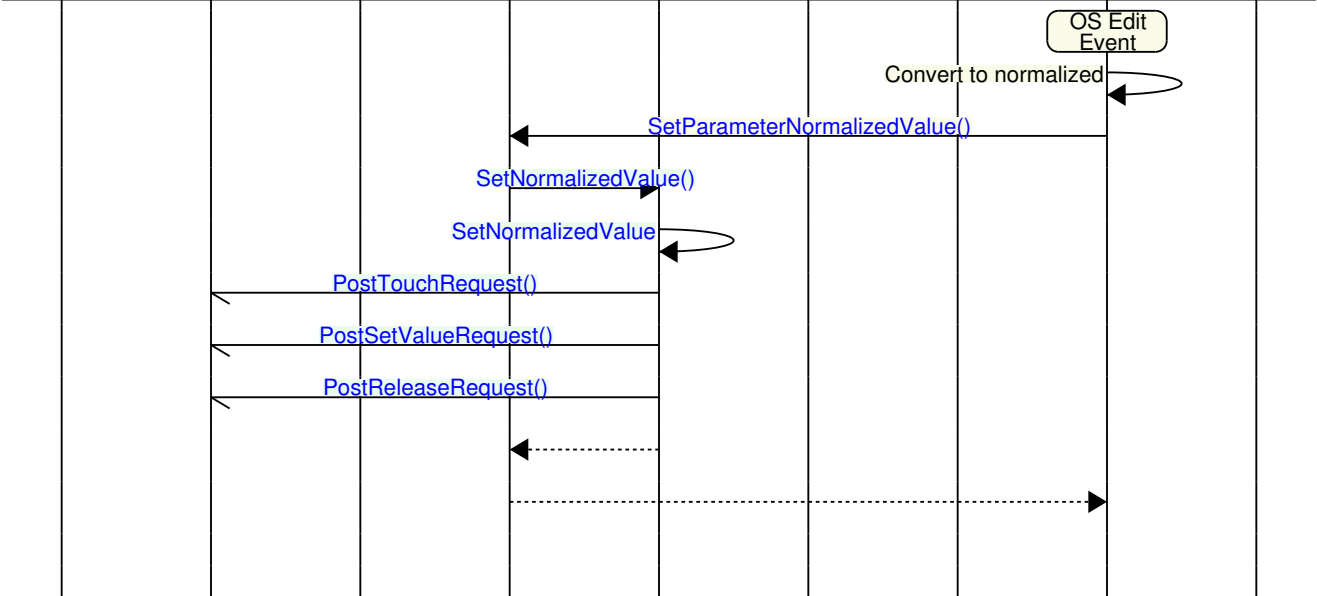 OS Edit
Event
Convert to normalized
SetParameterNormalizedValue()
SetNormalizedValue()
SetNormalizedValue
PostTouchRequest()
PostSetValueRequest()
PostReleaseRequest()